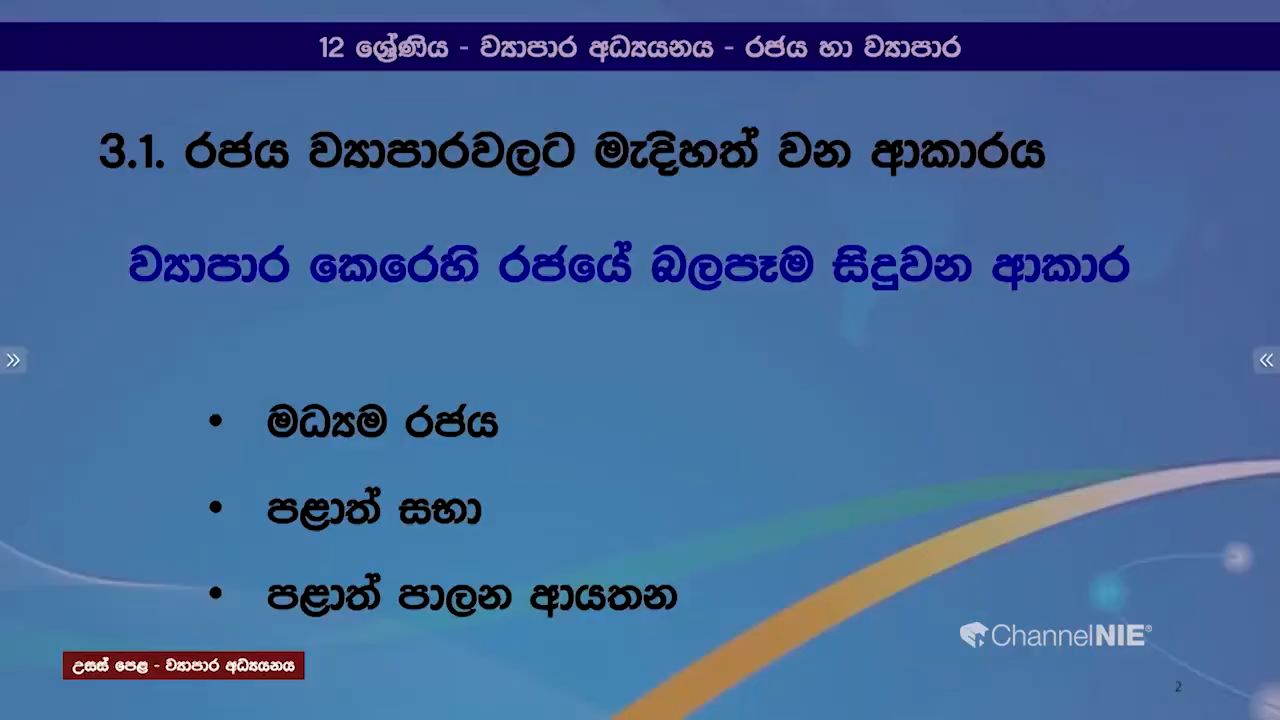 12 ශ්‍රේණිය - ව්‍යාපාර අධ්‍යයනය - රජය හා ව්‍යාපාර
3.1. රජය ව්‍යාපාරවලට මැදිහත් වන ආකාරය
ව්‍යාපාර කෙරෙහි රජයේ බලපෑම සිදුවන ආකාර
• මධ්‍යම රජය
• පළාත් සභා
• පළාත් පාලන ආයතන
ChannelNIE®
උසස් පෙළ - ව්‍යාපාර අධ්‍යයනය
2